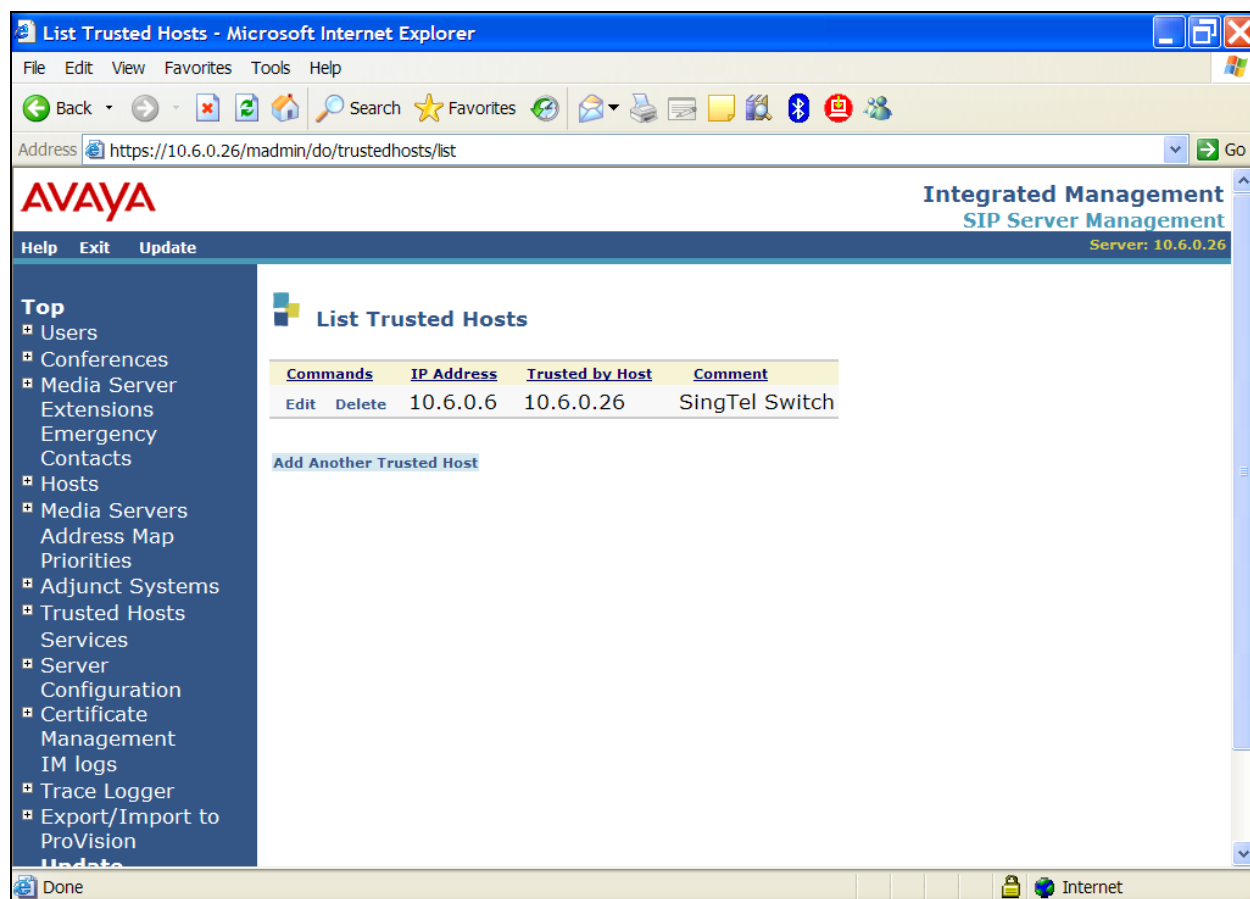 List Trusted Hosts - Microsoft Internet Explorer
File Edit View Favorites Tools Help
Back Search Favorites
Address https://10.6.0.26/madmin/do/trustedhosts/list Go
AVAYA
Integrated Management
SIP Server Management
Help Exit Update
Server: 10.6.0.26
Top
Users
Conferences
Media Server
Extensions
Emergency
Contacts
Hosts
Media Servers
Address Map
Priorities
Adjunct Systems
Trusted Hosts
Services
Server
Configuration
Certificate
Management
IM logs
Trace Logger
Export/Import to
ProVision
Update
List Trusted Hosts
Commands IP Address Trusted by Host Comment
Edit Delete 10.6.0.6 10.6.0.26 SingTel Switch
Add Another Trusted Host
Done
Internet